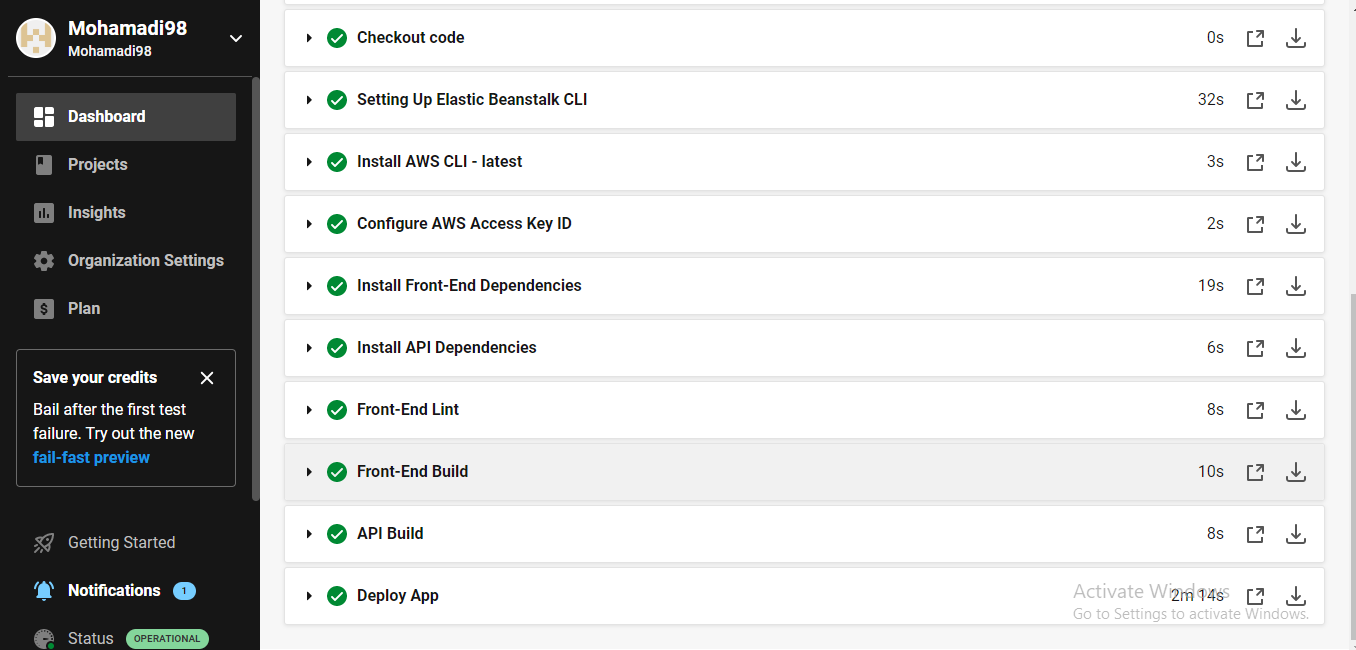 Mohamadi98
Mohamadi98
Dashboard
Projects
Insights
Organization Settings
Plan
Save your credits
Bail after the first test
failure. Try out the new
fail-fast preview
Getting Started
Notifications 1
Status OPERATIONAL
Checkout code 0s
Setting Up Elastic Beanstalk CLI 32s
Install AWS CLI - latest 3s
Configure AWS Access Key ID 2s
Install Front-End Dependencies 19s
Install API Dependencies 6s
Front-End Lint 8s
Front-End Build 10s
API Build 8s
Deploy App 2m 14s
Activate Windows
Go to Settings to activate Windows.